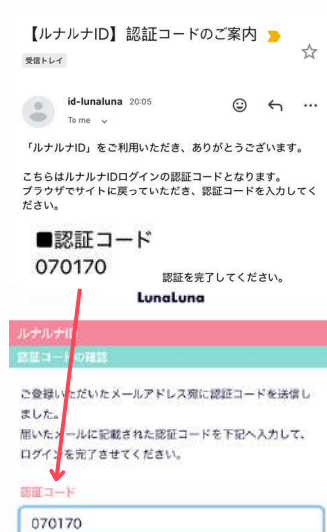 【ルナルナID】認証コードのご案内
受信トレイ
id-lunaluna 20:05
To me
「ルナルナID」をご利用いただき、ありがとうございます。
こちらはルナルナIDログインの認証コードとなります。
ブラウザでサイトに戻っていただき、認証コードを入力してく
ださい。
■認証コード
070170
認証を完了してください。
LunaLuna
ルナルナID
認証コードの確認
ご登録いただいたメールアドレス宛に認証コードを送信し
ました。
届いたメールに記載された認証コードを下記へ入力して、
ログインを完了させてください。
認証コード
070170